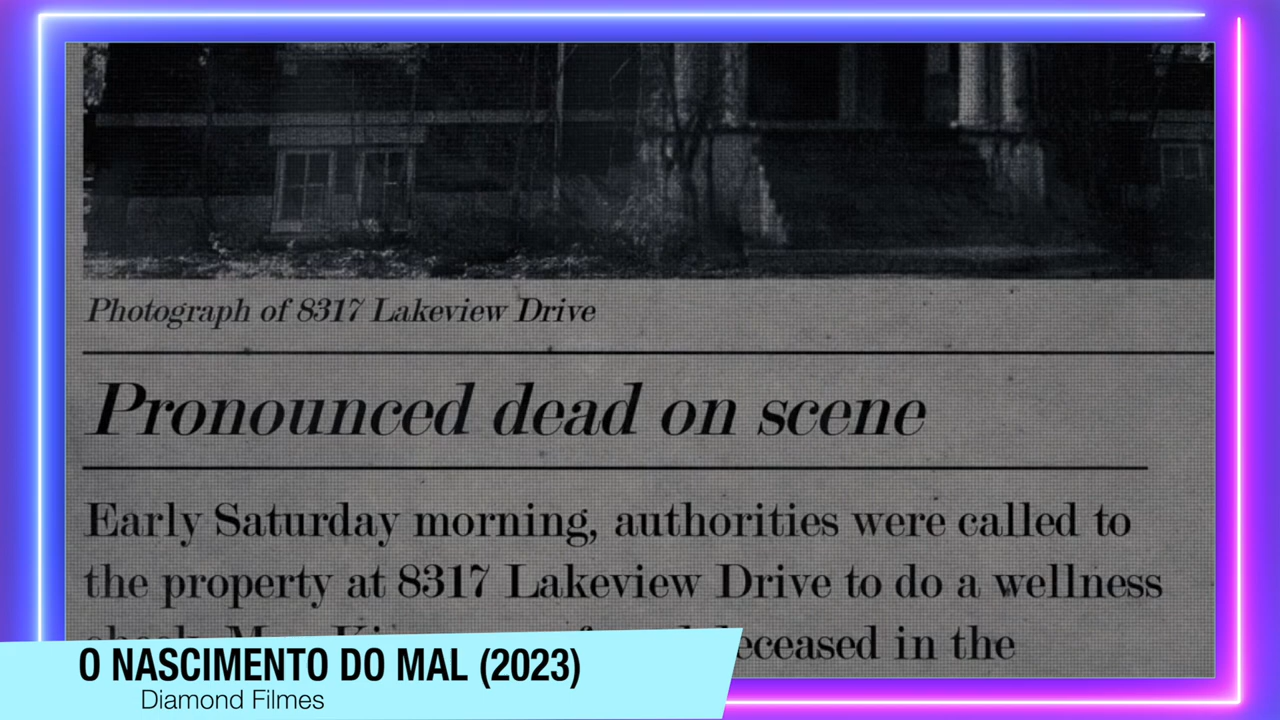 Photograph of 8317 Lakeview Drive
Pronounced dead on scene
Early Saturday morning, authorities were called to
the property at 8317 Lakeview Drive to do a wellness
deceased in the
O NASCIMENTO DO MAL (2023)
Diamond Filmes